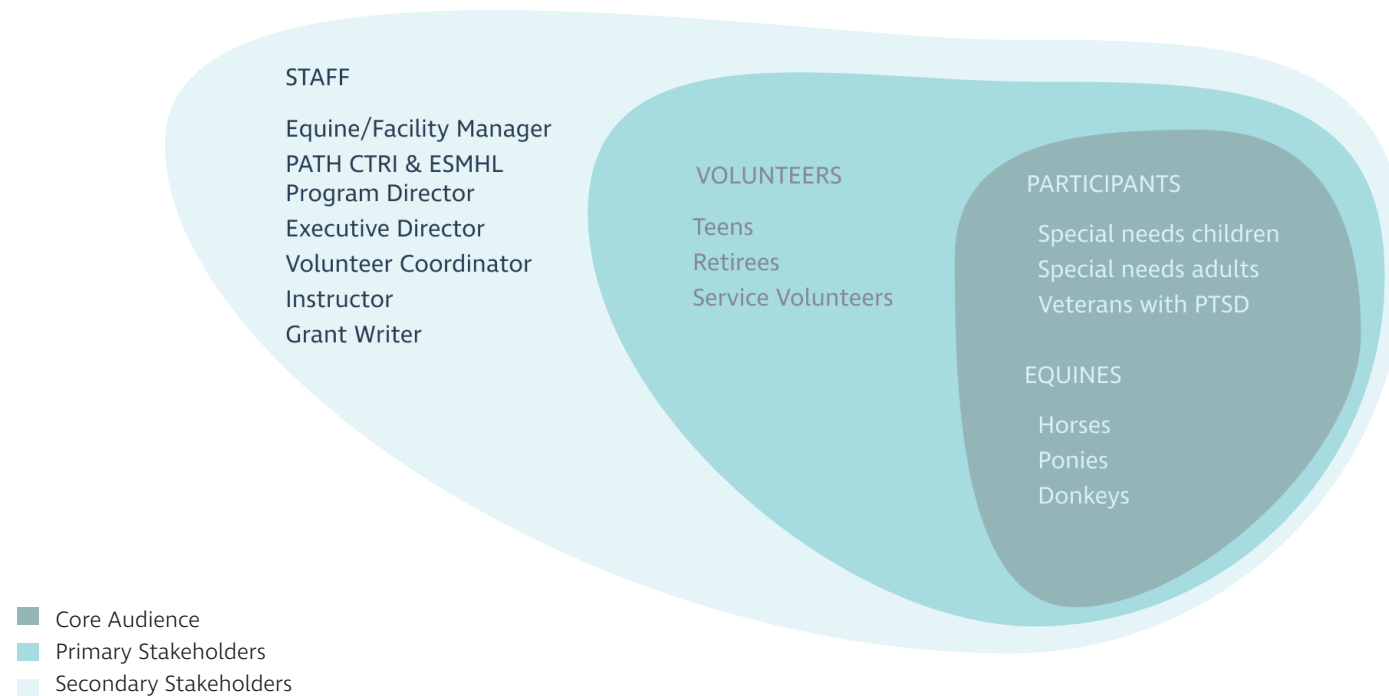 STAFF
Equine/Facility Manager
PATH CTRI & ESMHL
Program Director
Executive Director
Volunteer Coordinator
Instructor
Grant Writer
VOLUNTEERS
Teens
Retirees
Service Volunteers
PARTICIPANTS
Special needs children
Special needs adults
Veterans with PTSD
EQUINES
Horses
Ponies
Donkeys
Core Audience
Primary Stakeholders
Secondary Stakeholders